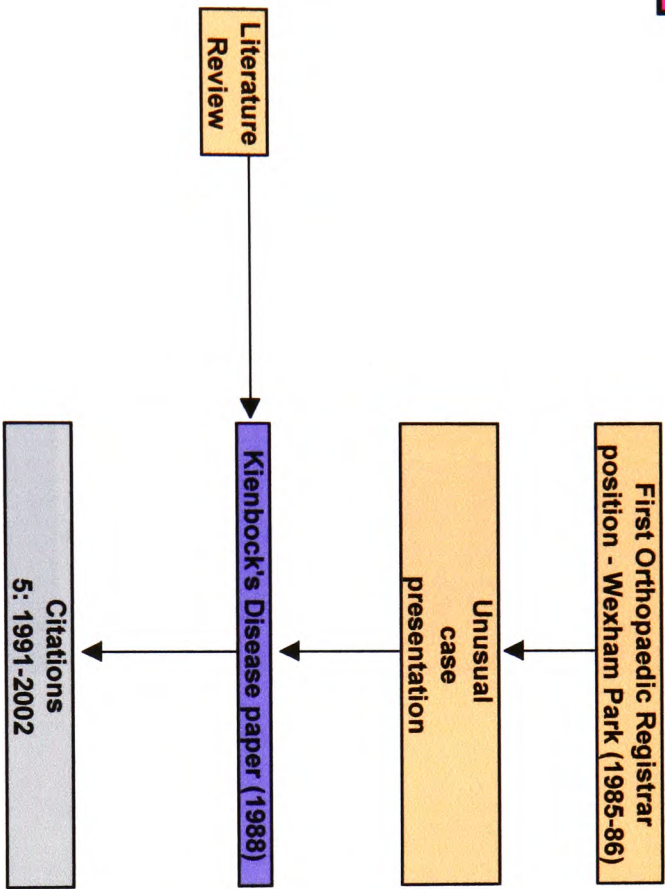 First Orthopaedic Registrar
position - Wexham Park (1985-86)
Unusual
case
presentation
Literature
Review
Kienbock's Disease paper (1988)
Citations
5: 1991-2002